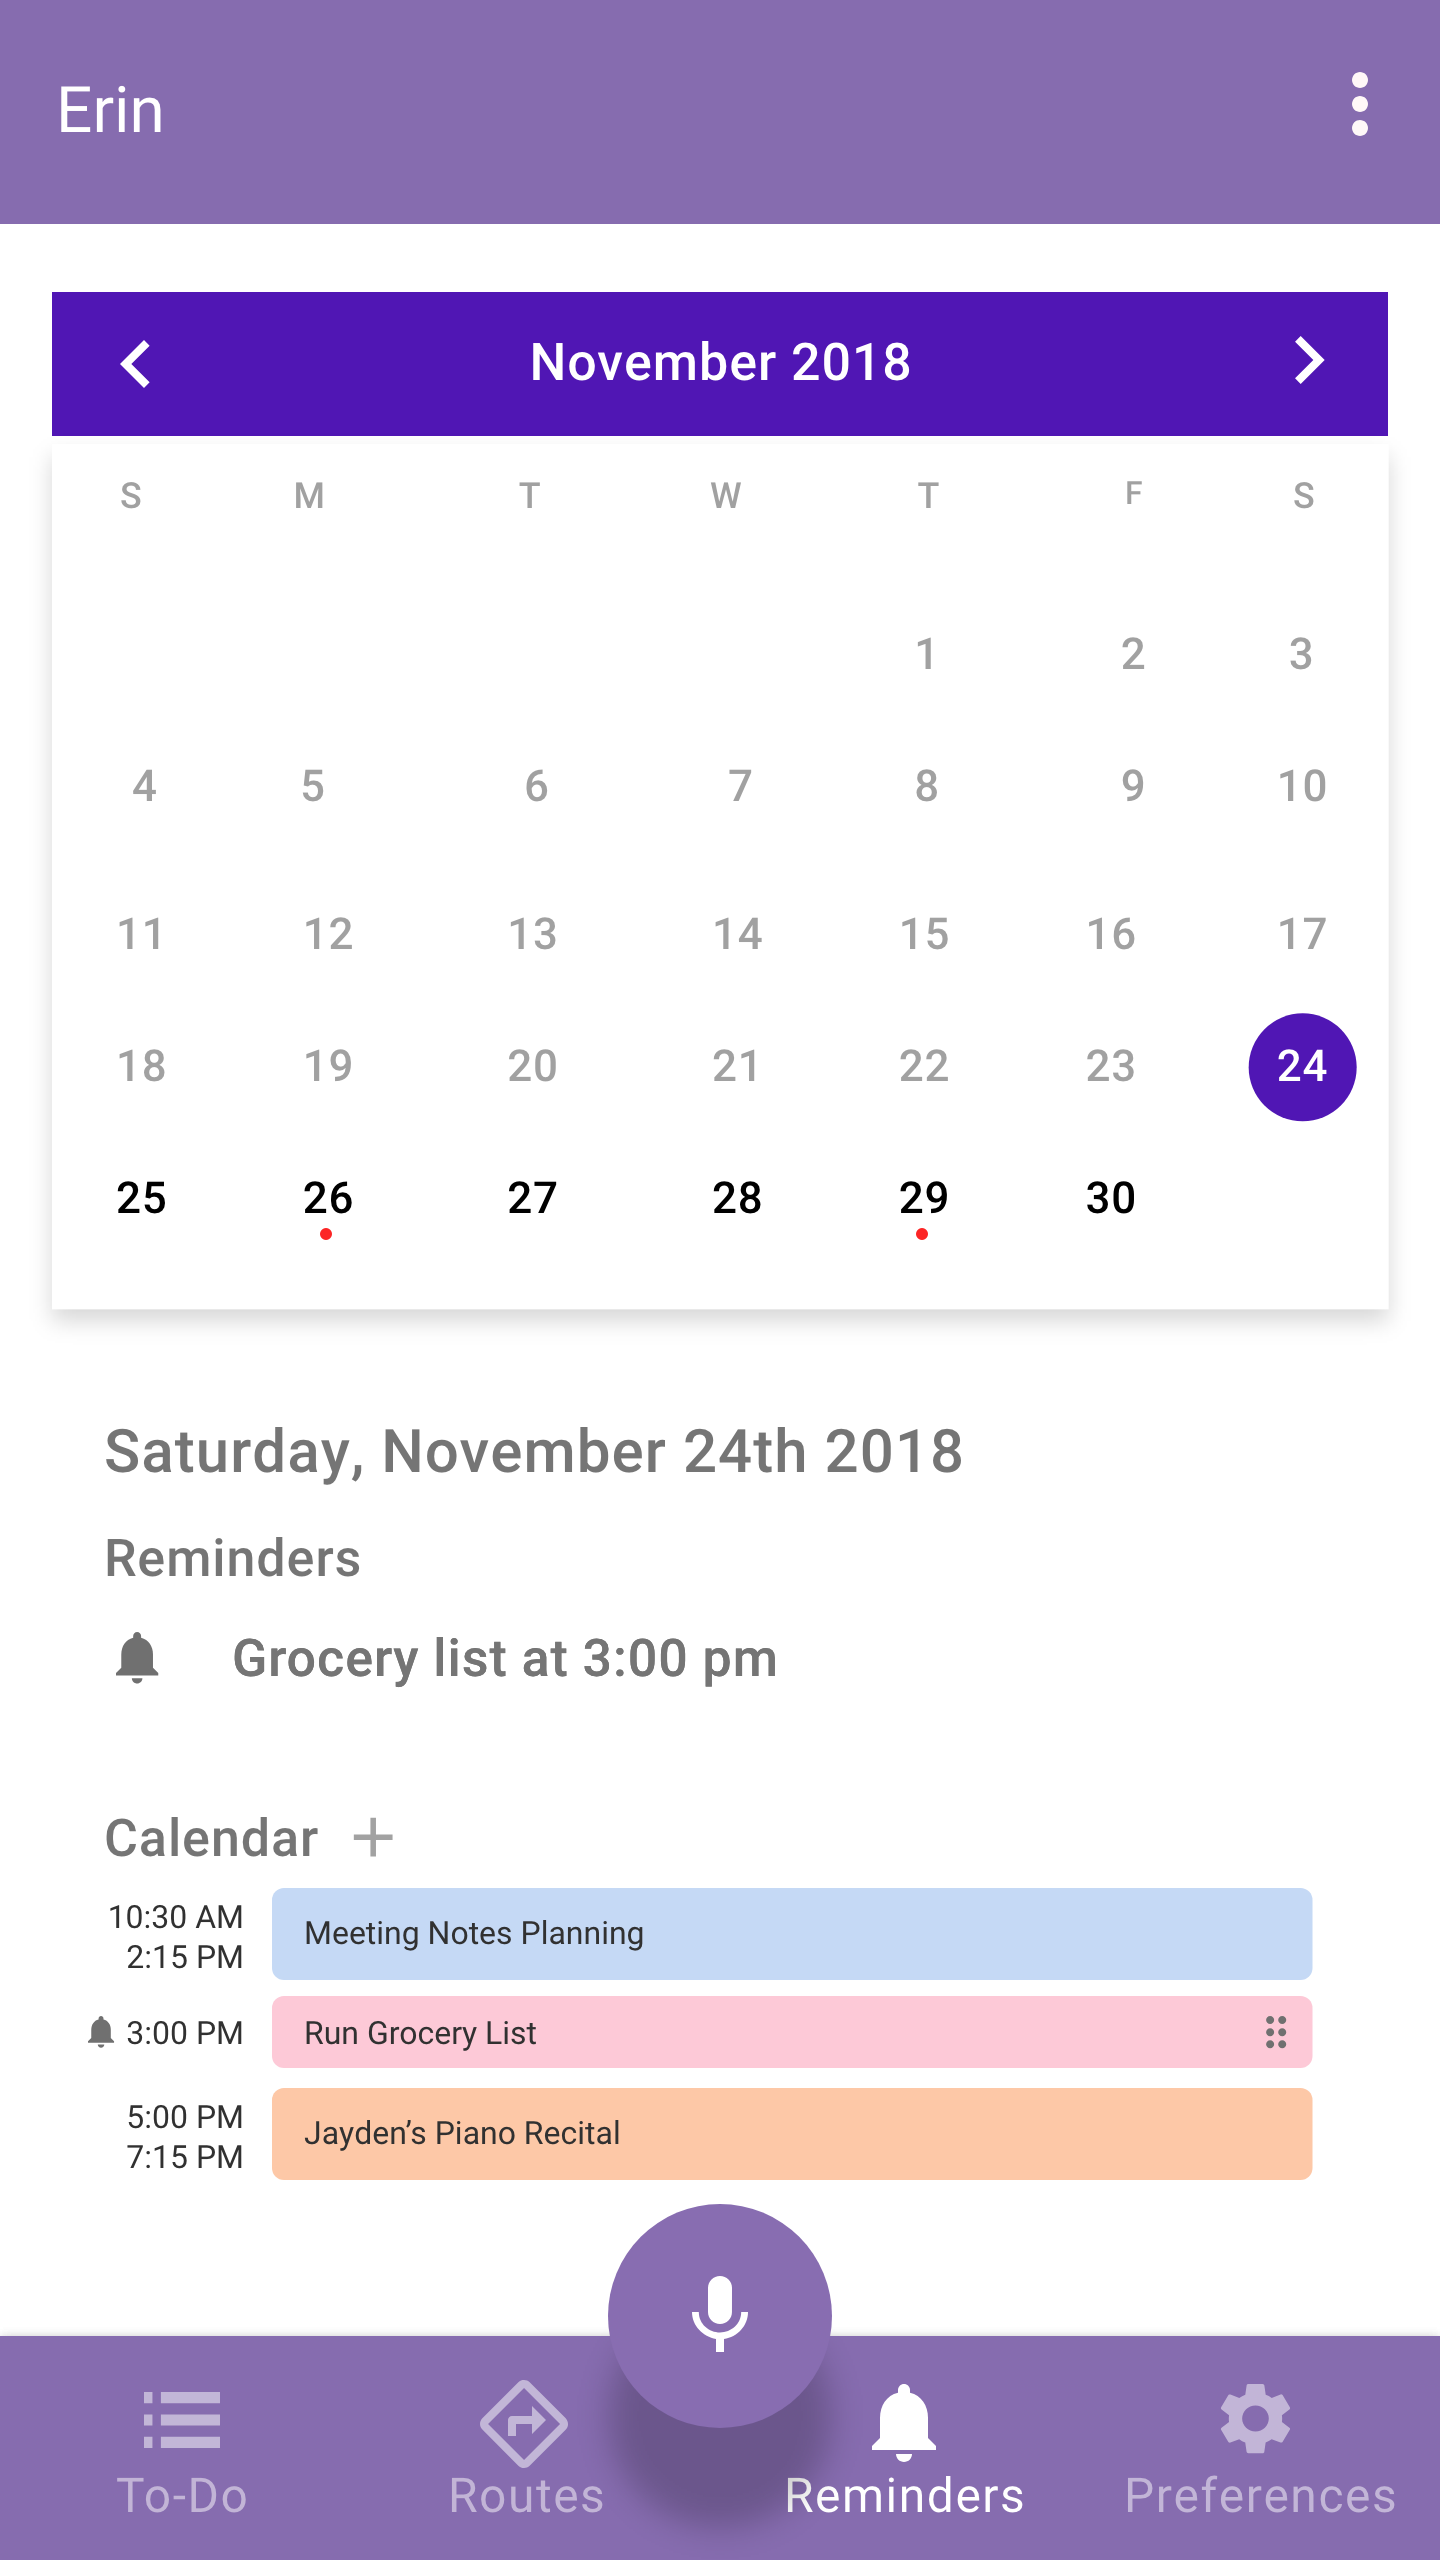 Erin
November 2018
S M T W T F S
1 2 3
4 5 6 7 8 9 10
11 12 13 14 15 16 17
18 19 20 21 22 23 24
25 26 27 28 29 30
Saturday, November 24th 2018
Reminders
Grocery list at 3:00 pm
Calendar +
10:30 AM
2:15 PM
Meeting Notes Planning
3:00 PM Run Grocery List
5:00 PM
7:15 PM
Jayden’s Piano Recital
To-Do Routes Reminders Preferences